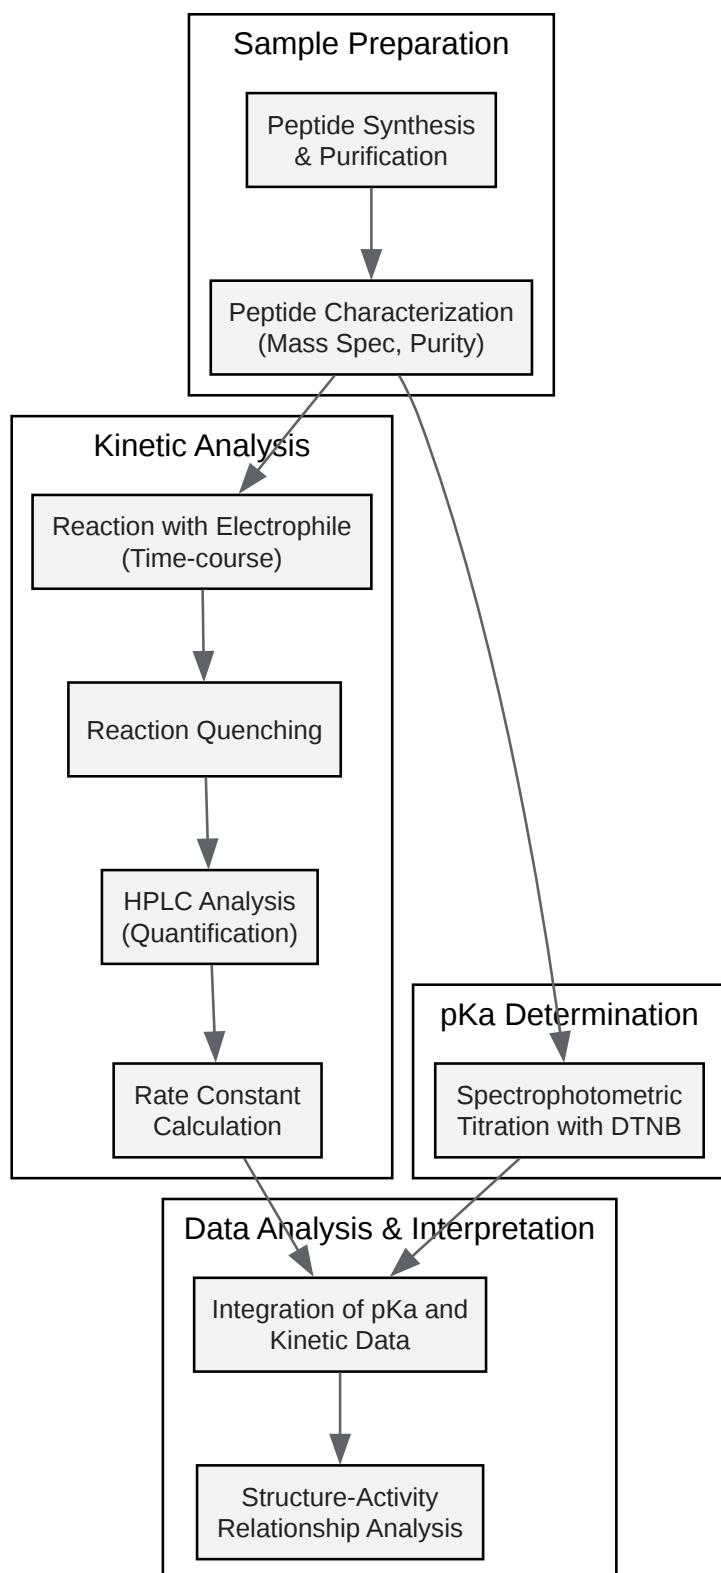 Sample Preparation
Peptide Synthesis
& Purification
Peptide Characterization
(Mass Spec, Purity)
Kinetic Analysis
Reaction with Electrophile
(Time-course)
Reaction Quenching
HPLC Analysis
(Quantification)
Rate Constant
Calculation
pKa Determination
Spectrophotometric
Titration with DTNB
Data Analysis & Interpretation
Integration of pKa and
Kinetic Data
Structure-Activity
Relationship Analysis